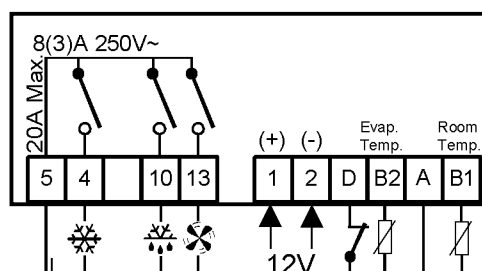 8(3)A 250V~
20A Max.
(+) (-) Evap. Temp. Room Temp.
5 4 10 13 1 2 D B2 A B1
12V